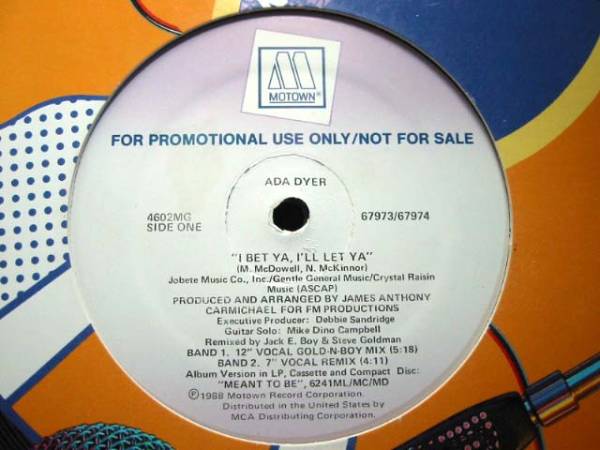 MOTOWN®
FOR PROMOTIONAL USE ONLY/NOT FOR SALE
ADA DYER
4602MG
SIDE ONE
67973/67974
"I BET YA, I'LL LET YA"
(M. McDowell, N. McKinnor)
Jobete Music Co., Inc./Gentle General Music/Crystal Raisin
Music (ASCAP)
PRODUCED AND ARRANGED BY JAMES ANTHONY
CARMICHAEL FOR FM PRODUCTIONS
Executive Producer: Debbie Sandridge
Guitar Solo: Mike Dino Campbell
Remixed by Jack E. Boy & Steve Goldman
BAND 1. 12" VOCAL GOLD-N-BOY MIX (5:18)
BAND 2. 7" VOCAL REMIX (4:11)
Album Version in LP, Cassette and Compact Disc:
"MEANT TO BE", 6241ML/MC/MD
℗1988 Motown Record Corporation.
Distributed in the United States by
MCA Distributing Corporation.